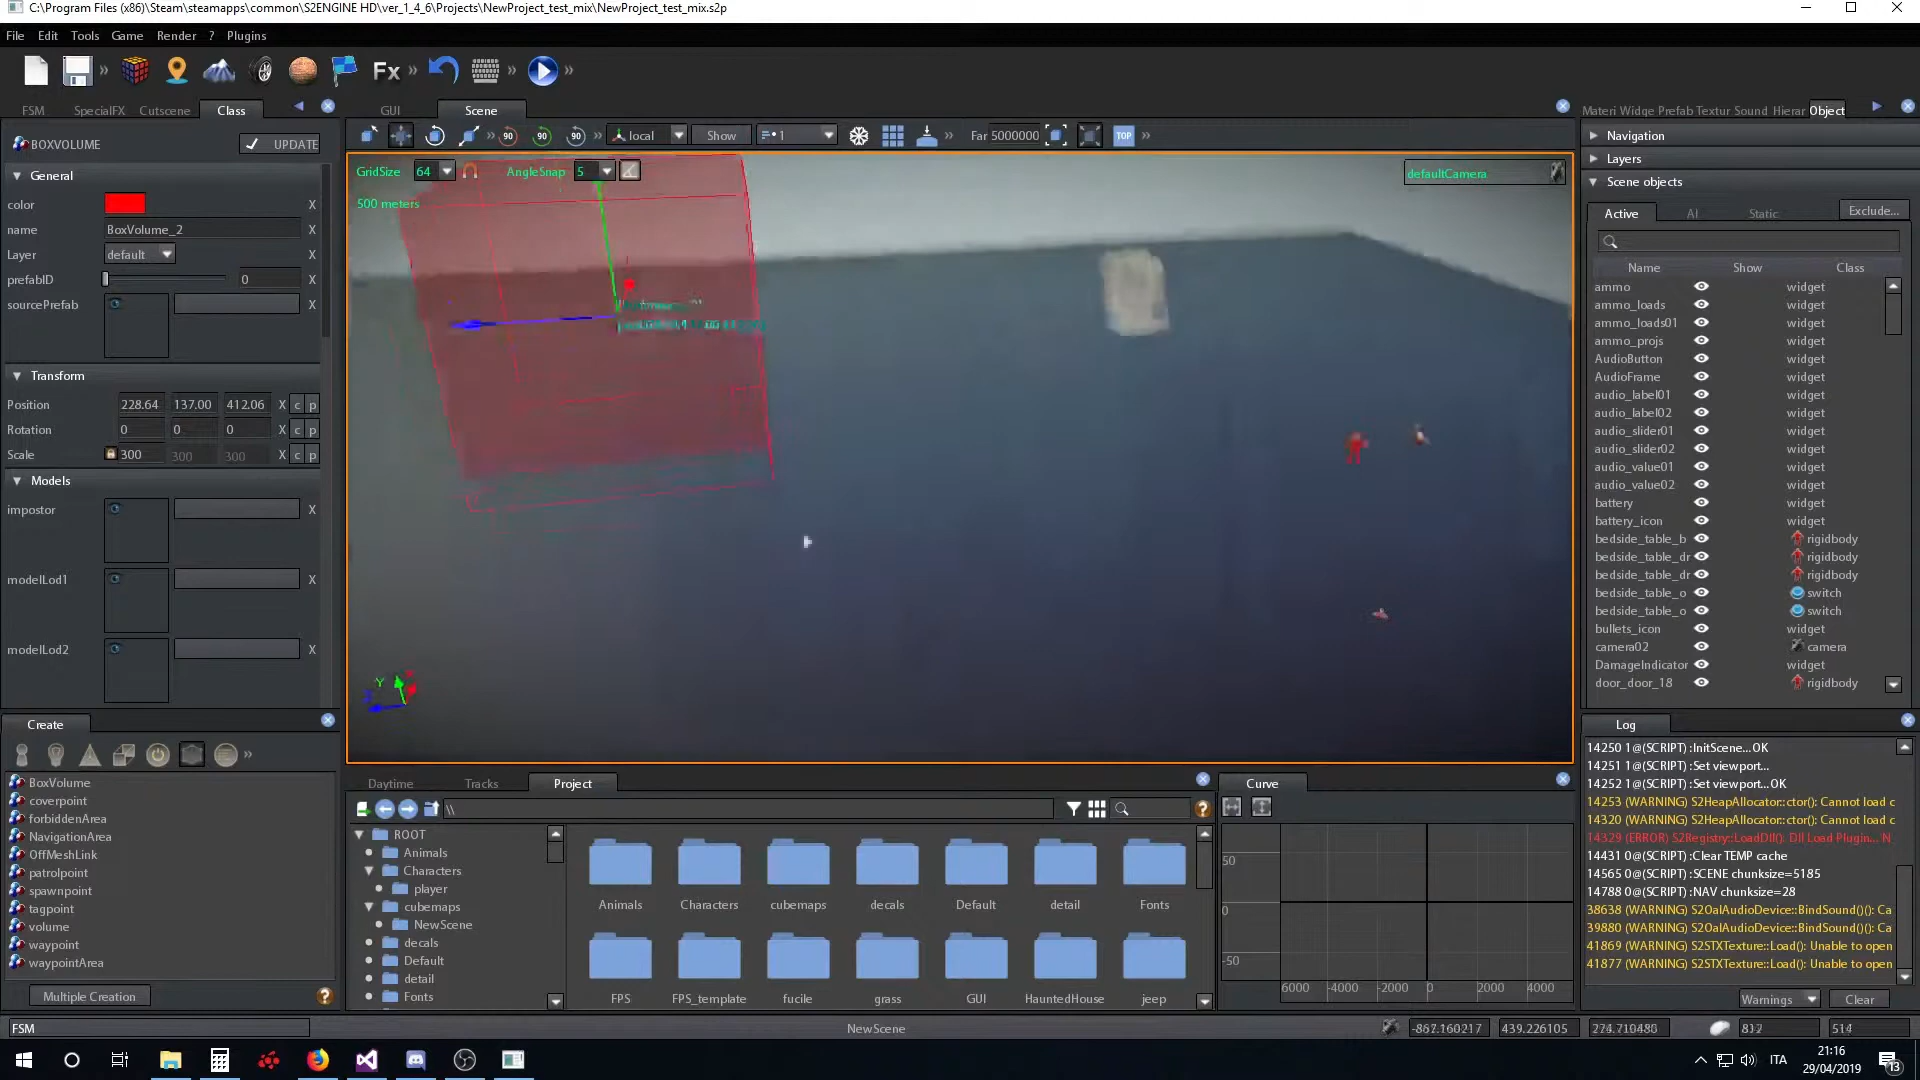 C:\Program Files (x86)\Steam\steamapps\common\S2ENGINE HD\ver_1_4_6\Projects\NewProject_test_mix\NewProject_test_mix.s2p
File Edit Tools Game Render ? Plugins
Fx
FSM SpecialFX Cutscene Class
GUI Scene
Materi Widge Prefab Textur Sound Hierar Object
BOXVOLUME UPDATE
90 90 90 local Show 1 TOP Far 5000000
Navigation
Layers
Scene objects
General
color X
name BoxVolume_2 X
Layer default X
prefabID 0 X
sourcePrefab X
Transform
Position 228.64 137.00 412.06 X c p
Rotation 0 0 0 X c p
Scale 300 300 300 X c p
Models
impostor X
modelLod1 X
modelLod2 X
GridSize 64 AngleSnap 5
defaultCamera
500 meters
Y
Active AI Static Exclude...
Name Show Class
ammo widget
ammo_loads widget
ammo_loads01 widget
ammo_projs widget
AudioButton widget
AudioFrame widget
audio_label01 widget
audio_label02 widget
audio_slider01 widget
audio_slider02 widget
audio_value01 widget
audio_value02 widget
battery widget
battery_icon widget
bedside_table_b rigidbody
bedside_table_dr rigidbody
bedside_table_dr rigidbody
bedside_table_o switch
bedside_table_o switch
bullets_icon widget
camera02 camera
DamageIndicator widget
door_door_18 rigidbody
Create
BoxVolume
coverpoint
forbiddenArea
NavigationArea
OffMeshLink
patrolpoint
spawnpoint
tagpoint
volume
waypoint
waypointArea
Multiple Creation
Daytime Tracks Project
\\
ROOT
Animals
Characters
player
cubemaps
NewScene
decals
Default
detail
Fonts
Animals Characters cubemaps decals Default detail Fonts
FPS FPS_template fucile grass GUI HauntedHouse jeep
Curve
50
0
-50
6000 -4000 -2000 0 2000 4000
Log
14250 1@(SCRIPT) :InitScene...OK
14251 1@(SCRIPT) :Set viewport...
14252 1@(SCRIPT) :Set viewport...OK
14253 (WARNING) S2HeapAllocator::ctor(): Cannot load c
14320 (WARNING) S2HeapAllocator::ctor(): Cannot load c
14329 (ERROR) S2Registry::LoadDll(). Dll Load Plugin... N
14431 0@(SCRIPT) :Clear TEMP cache
14565 0@(SCRIPT) :SCENE chunksize=5185
14788 0@(SCRIPT) :NAV chunksize=28
38638 (WARNING) S2OalAudioDevice::BindSound()(): Ca
39880 (WARNING) S2OalAudioDevice::BindSound()(): Ca
41869 (WARNING) S2STXTexture::Load(): Unable to open
41877 (WARNING) S2STXTexture::Load(): Unable to open
Warnings Clear
FSM NewScene -867.160217 439.226105 274.710480 812 514
ITA
21:16
29/04/2019
13